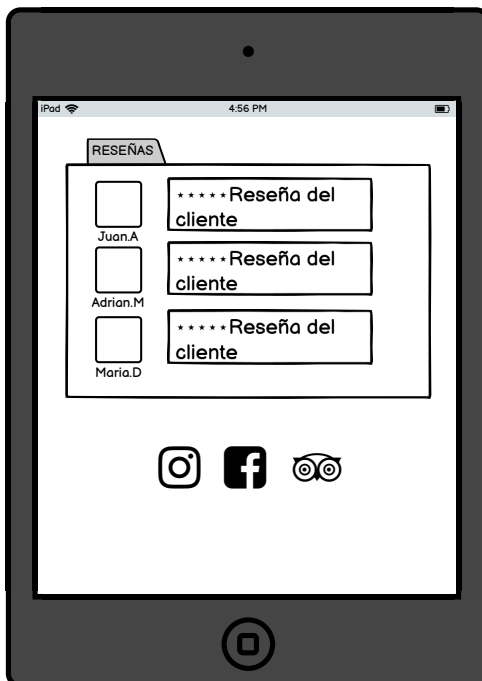 iPad 4:56 PM
RESEÑAS
★★★★★Reseña del
cliente
Juan.A
★★★★★Reseña del
cliente
Adrian.M
★★★★★Reseña del
cliente
Maria.D